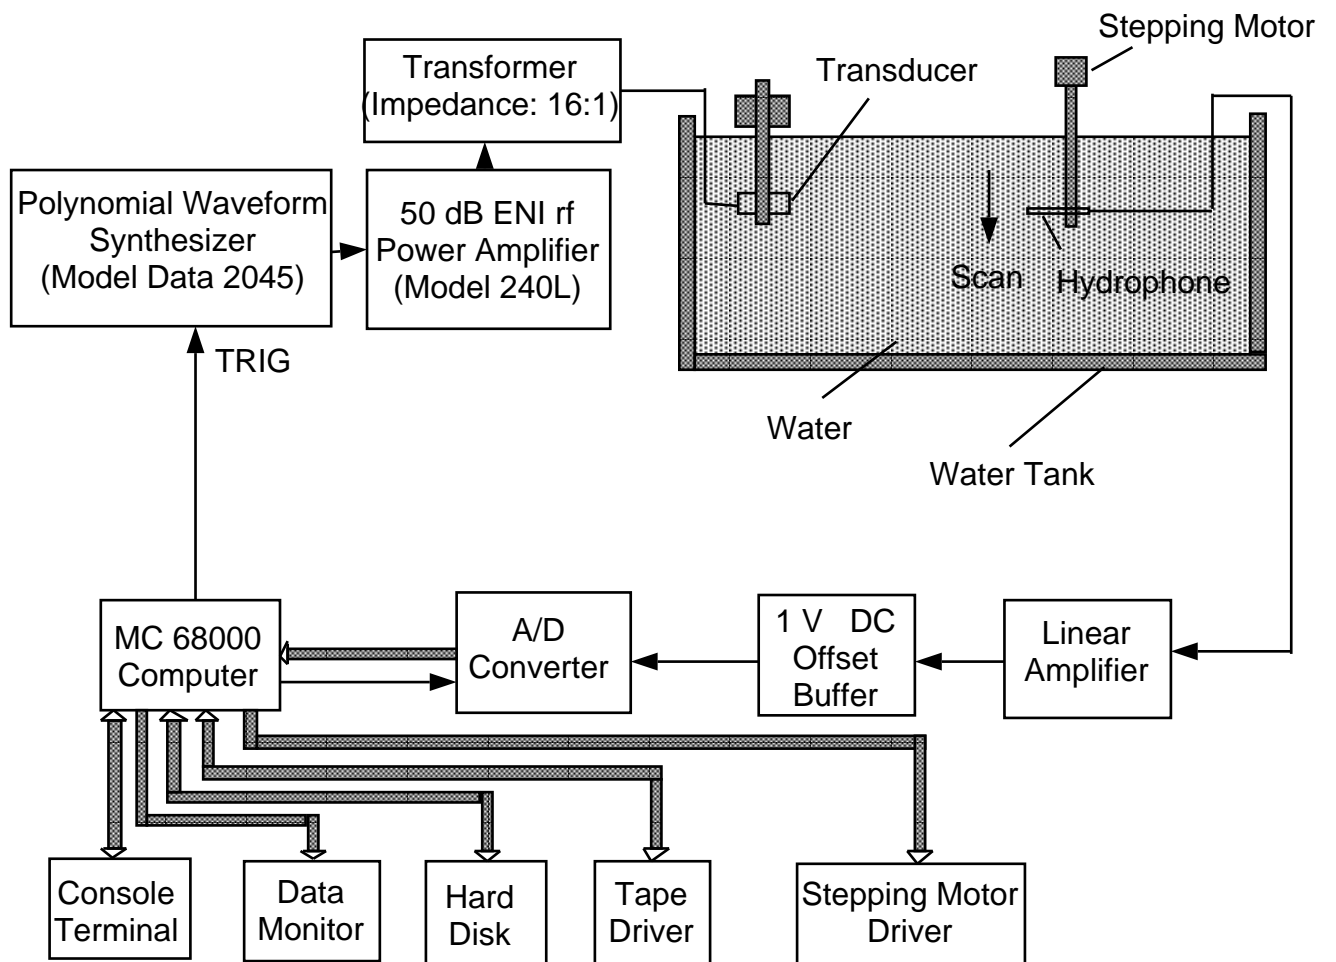 Stepping Motor
Transformer
(Impedance: 16:1)
Transducer
Polynomial Waveform
Synthesizer
(Model Data 2045)
50 dB ENI rf
Power Amplifier
(Model 240L)
Scan
Hydrophone
TRIG
Water
Water Tank
MC 68000
Computer
A/D
Converter
1 V DC
Offset
Buffer
Linear
Amplifier
Console
Terminal
Data
Monitor
Hard
Disk
Tape
Driver
Stepping Motor
Driver